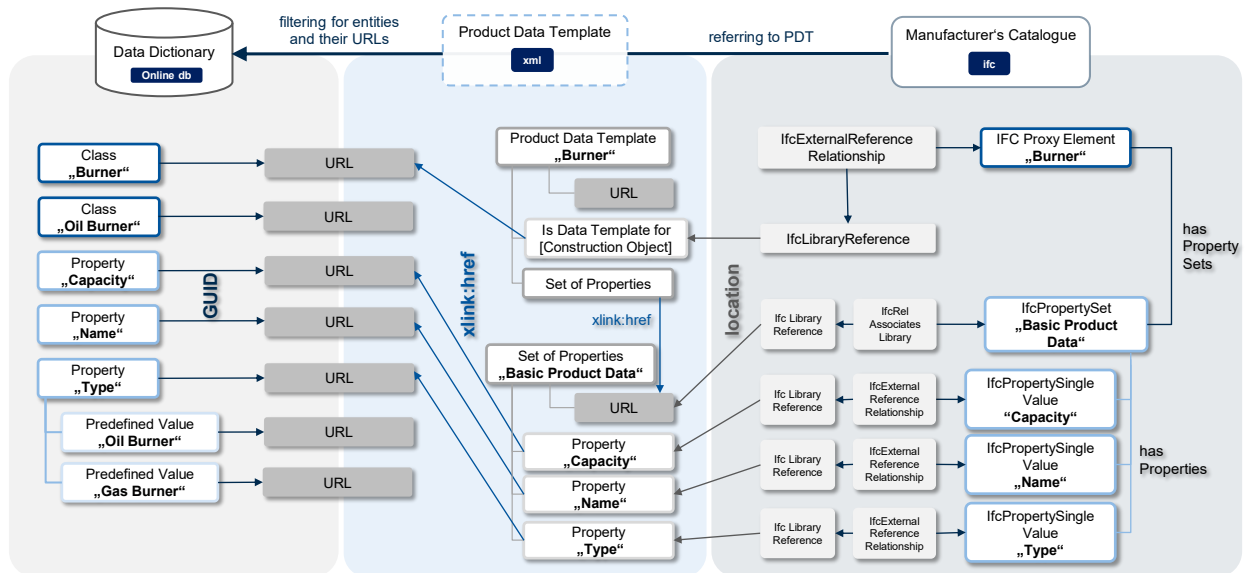 Data Dictionary
Online db
filtering for entities
and their URLs
Product Data Template
xml
referring to PDT
Manufacturer's Catalogue
ifc
Class
„Burner“
URL
Class
„Oil Burner“
URL
Property
„Capacity“
URL
Property
„Name“
URL
Property
„Type“
URL
Predefined Value
„Oil Burner“
URL
Predefined Value
„Gas Burner“
URL
GUID
Product Data Template
„Burner“
URL
Is Data Template for
[Construction Object]
Set of Properties
xlink:href
xlink:href
Set of Properties
„Basic Product Data“
URL
Property
„Capacity“
Property
„Name“
Property
„Type“
location
IfcExternalReference
Relationship
IFC Proxy Element
„Burner“
IfcLibraryReference
has
Property
Sets
Ifc Library
Reference
IfcRel
Associates
Library
IfcPropertySet
„Basic Product
Data“
Ifc Library
Reference
IfcExternal
Reference
Relationship
IfcPropertySingle
Value
“Capacity“
Ifc Library
Reference
IfcExternal
Reference
Relationship
IfcPropertySingle
Value
„Name“
has
Properties
Ifc Library
Reference
IfcExternal
Reference
Relationship
IfcPropertySingle
Value
„Type“